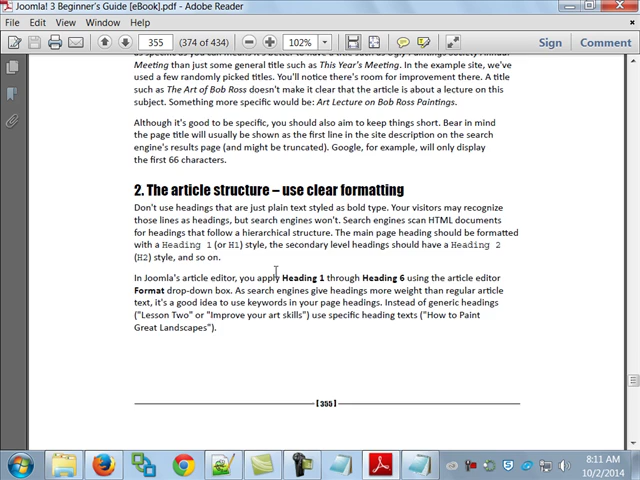 Joomla! 3 Beginner's Guide [eBook].pdf - Adobe Reader
File Edit View Window Help
355 (374 of 434) 102% Sign Comment
Meeting than just some general title such as This Year's Meeting. In the example site, we've
used a few randomly picked titles. You'll notice there's room for improvement there. A title
such as The Art of Bob Ross doesn't make it clear that the article is about a lecture on this
subject. Something more specific would be: Art Lecture on Bob Ross Paintings.
Although it's good to be specific, you should also aim to keep things short. Bear in mind
the page title will usually be shown as the first line in the site description on the search
engine's results page (and might be truncated). Google, for example, will only display
the first 66 characters.
2. The article structure – use clear formatting
Don't use headings that are just plain text styled as bold type. Your visitors may recognize
those lines as headings, but search engines won't. Search engines scan HTML documents
for headings that follow a hierarchical structure. The main page heading should be formatted
with a Heading 1 (or H1) style, the secondary level headings should have a Heading 2
(H2) style, and so on.
In Joomla's article editor, you apply Heading 1 through Heading 6 using the article editor
Format drop-down box. As search engines give headings more weight than regular article
text, it's a good idea to use keywords in your page headings. Instead of generic headings
("Lesson Two" or "Improve your art skills") use specific heading texts ("How to Paint
Great Landscapes").
[ 355 ]
8:11 AM
10/2/2014